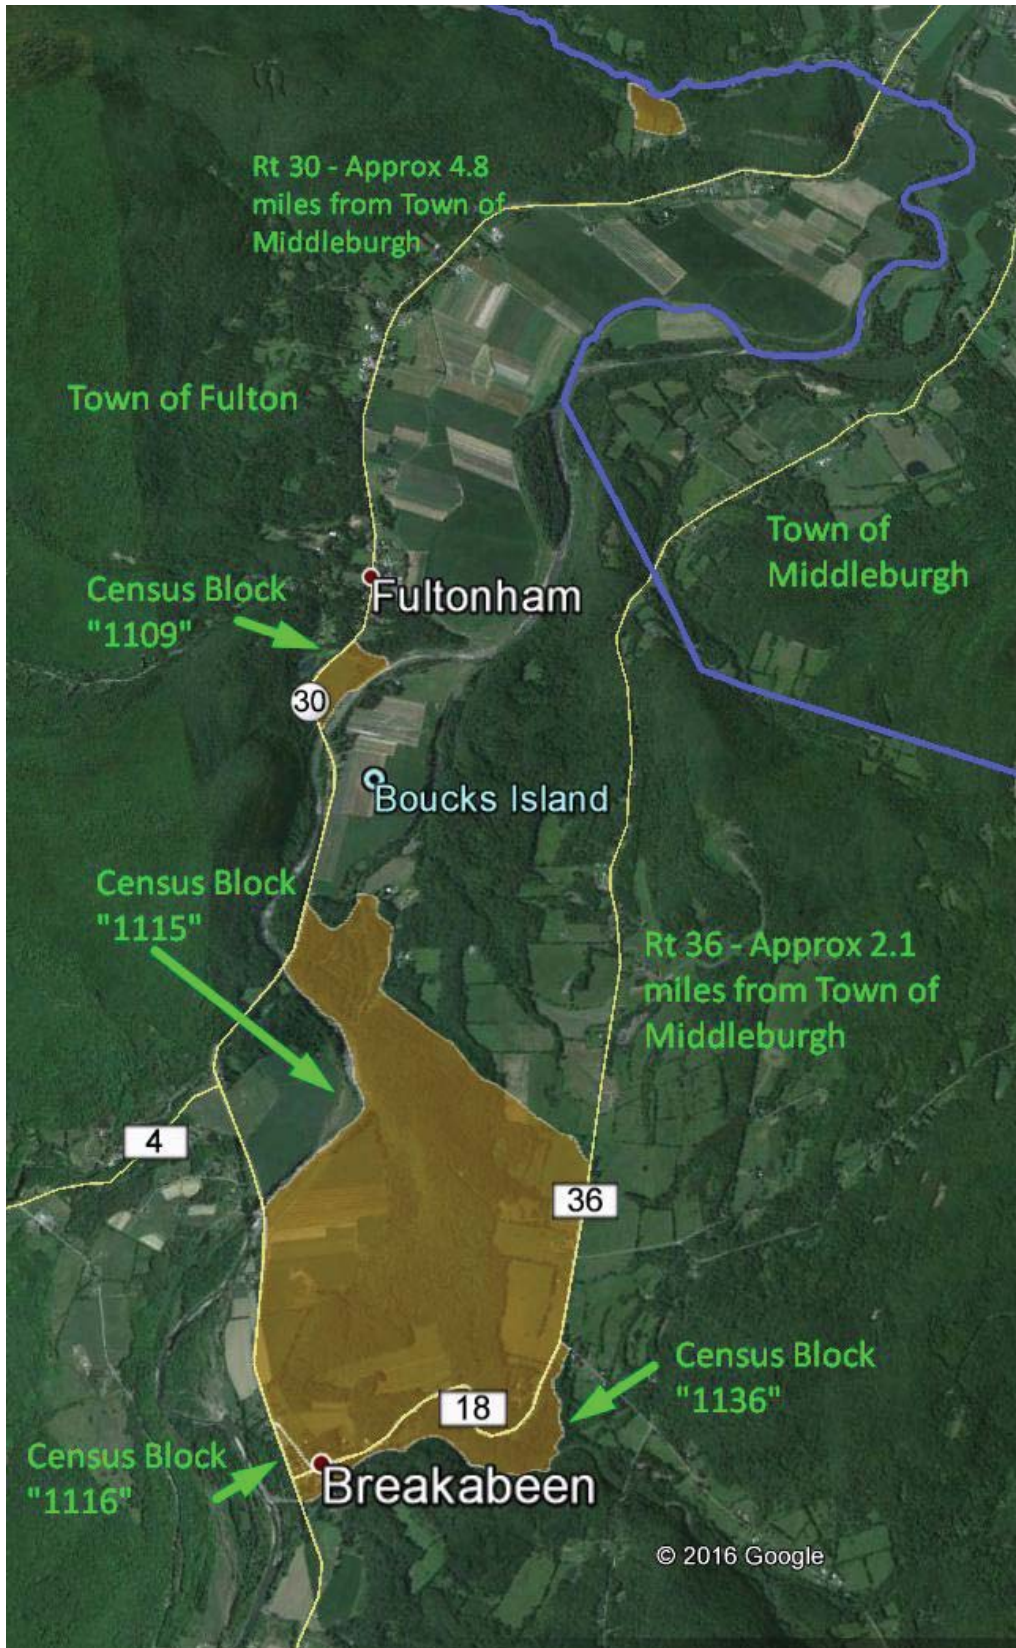 Rt 30 - Approx 4.8
miles from Town of
Middleburgh
Town of Fulton
Town of
Middleburgh
Census Block
"1109"
Fultonham
30
Boucks Island
Census Block
"1115"
Rt 36 - Approx 2.1
miles from Town of
Middleburgh
4
36
Census Block
"1136"
18
Census Block
"1116"
Breakabeen
© 2016 Google